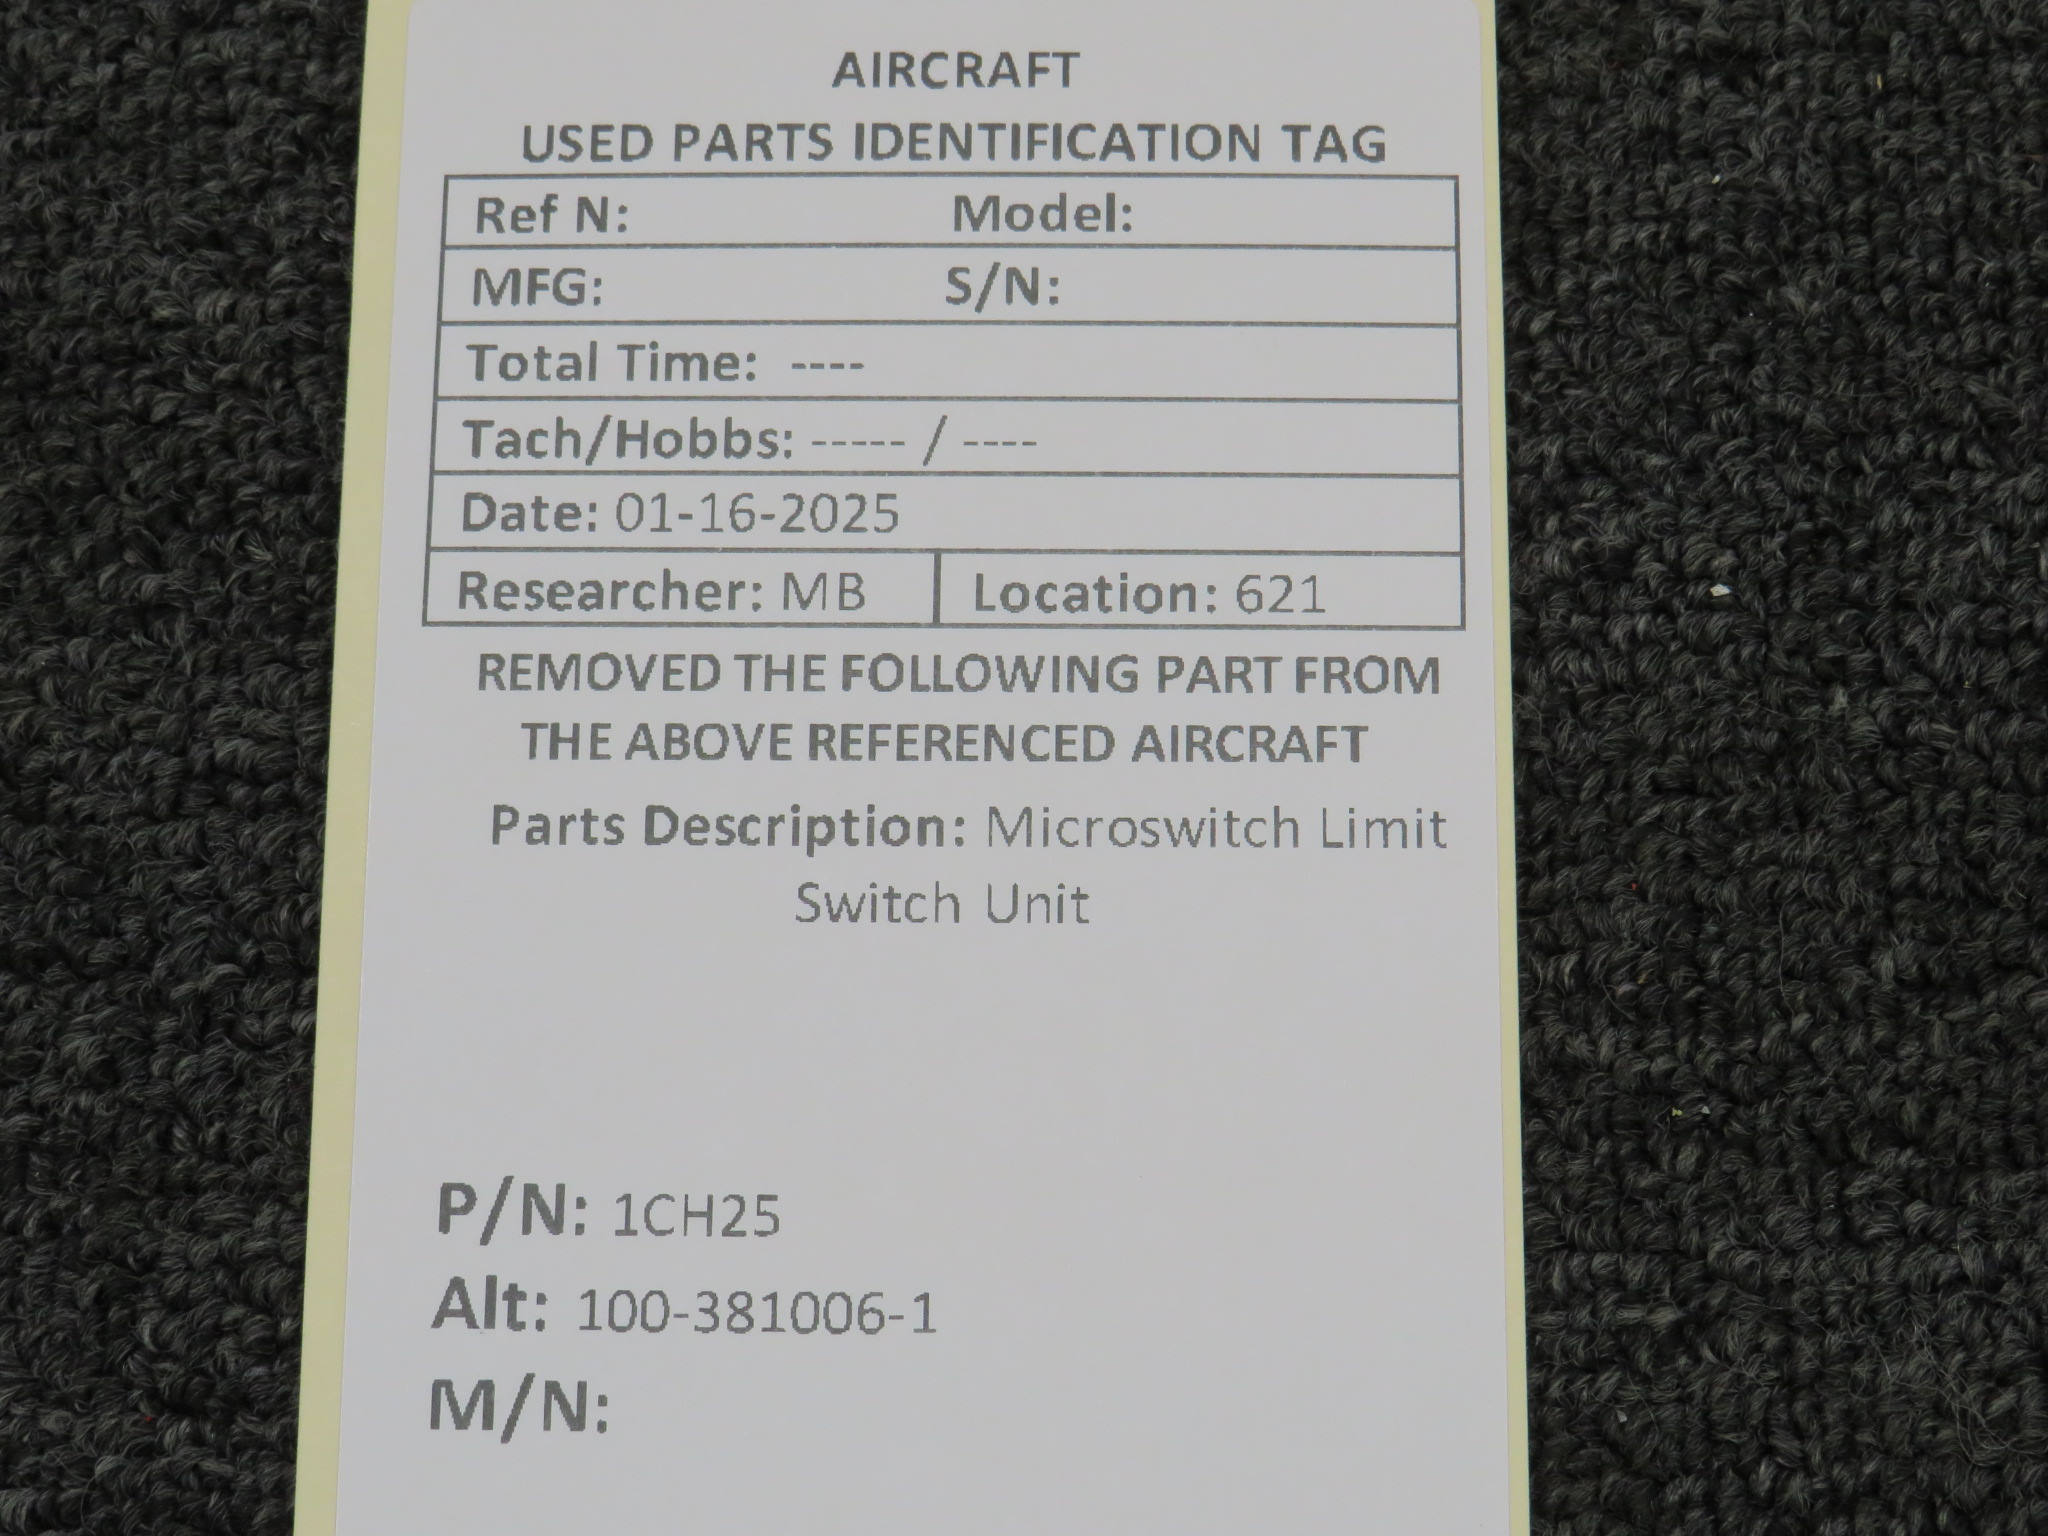 AIRCRAFT
USED PARTS IDENTIFICATION TAG
Ref N: Model:
MFG: S/N:
Total Time: ----
Tach/Hobbs: ----- / ----
Date: 01-16-2025
Researcher: MB Location: 621
REMOVED THE FOLLOWING PART FROM
THE ABOVE REFERENCED AIRCRAFT
Parts Description: Microswitch Limit
Switch Unit
P/N: 1CH25
Alt: 100-381006-1
M/N: